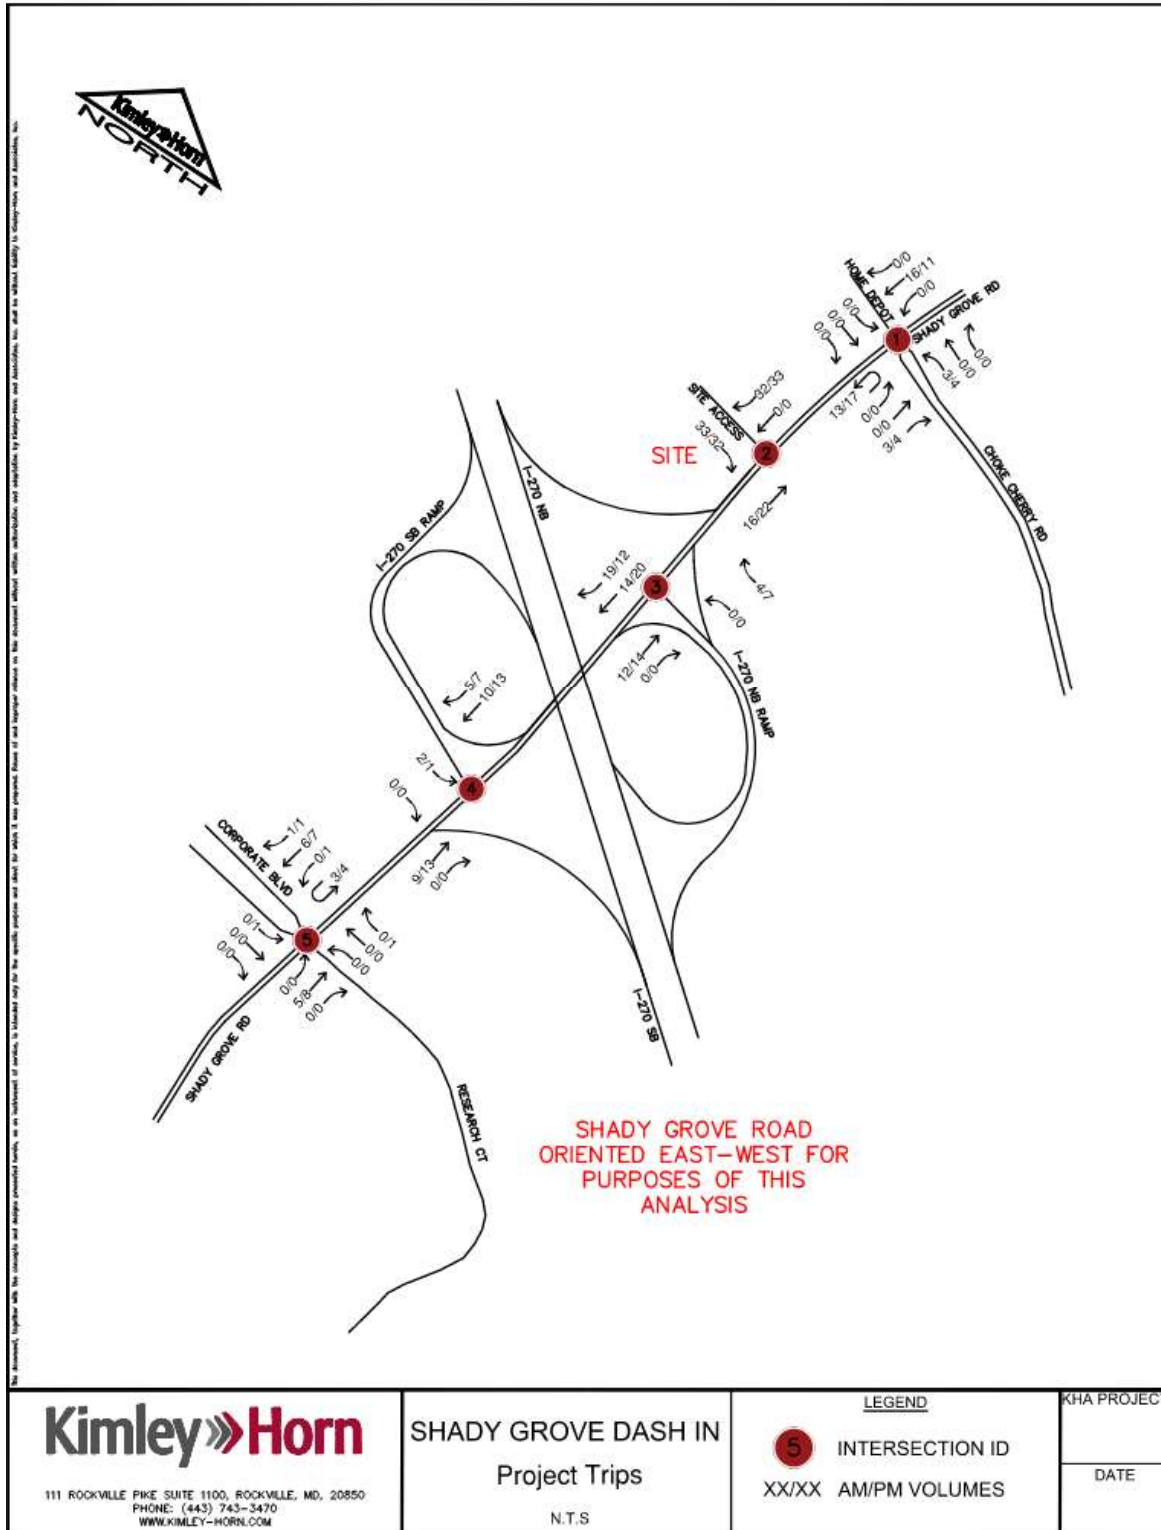 Kimley»Horn
NORTH
0/0
16/11
0/0
HOME DEPOT
0/0
0/0
0/0
1
SHADY GROVE RD
0/0
0/0
3/4
13/17
0/0
0/0
3/4
CHOKE CHERRY RD
32/33
0/0
SITE ACCESS
33/32
2
SITE
16/22
I-270 NB
I-270 SB RAMP
19/12
14/20
3
4/7
0/0
12/14
0/0
I-270 NB RAMP
5/7
10/13
2/1
4
0/0
9/13
0/0
CORPORATE BLVD
1/1
6/7
0/1
3/4
0/1
0/0
0/0
5
0/1
0/0
0/0
0/0
5/8
0/0
SHADY GROVE RD
I-270 SB
RESEARCH CT
SHADY GROVE ROAD
ORIENTED EAST-WEST FOR
PURPOSES OF THIS
ANALYSIS
Kimley»Horn
111 ROCKVILLE PIKE SUITE 1100, ROCKVILLE, MD, 20850
PHONE: (443) 743-3470
WWW.KIMLEY-HORN.COM
SHADY GROVE DASH IN
Project Trips
N.T.S
LEGEND
5 INTERSECTION ID
XX/XX AM/PM VOLUMES
KHA PROJECT
DATE